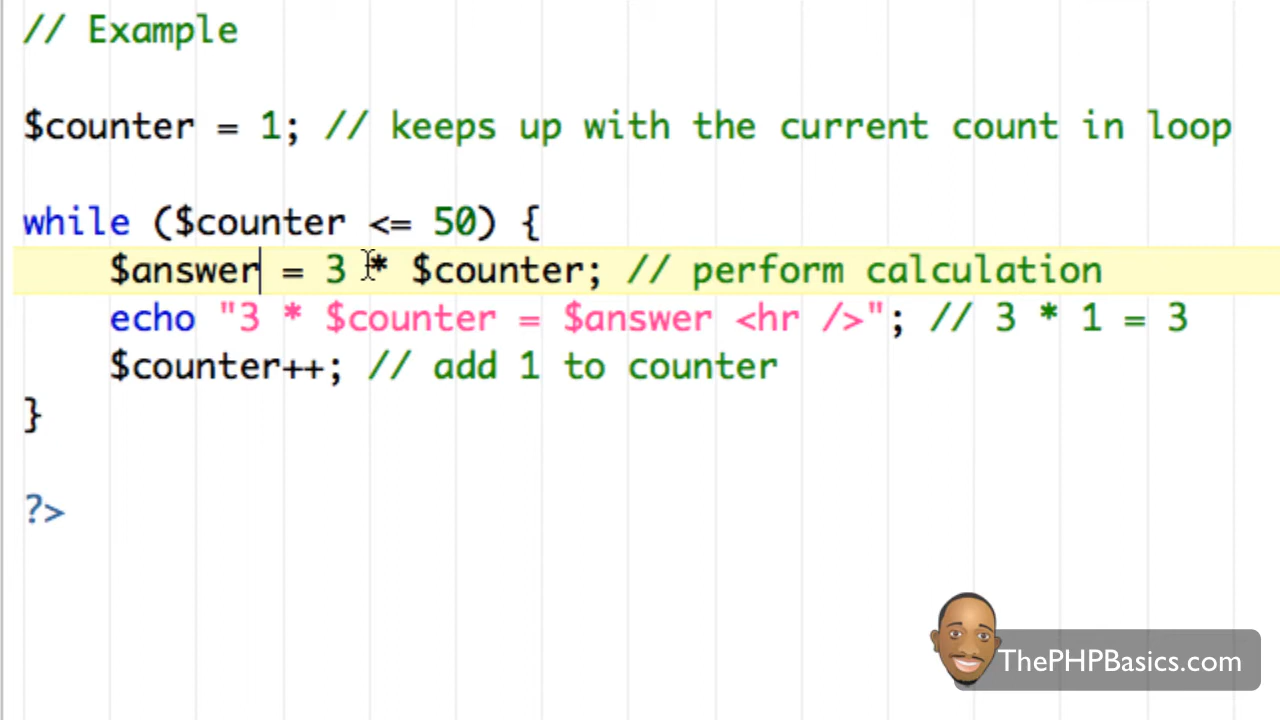 // Example
$counter = 1; // keeps up with the current count in loop
while ($counter <= 50) {
$answer = 3 * $counter; // perform calculation
echo "3 * $counter = $answer <hr />"; // 3 * 1 = 3
$counter++; // add 1 to counter
}
?>
ThePHPBasics.com